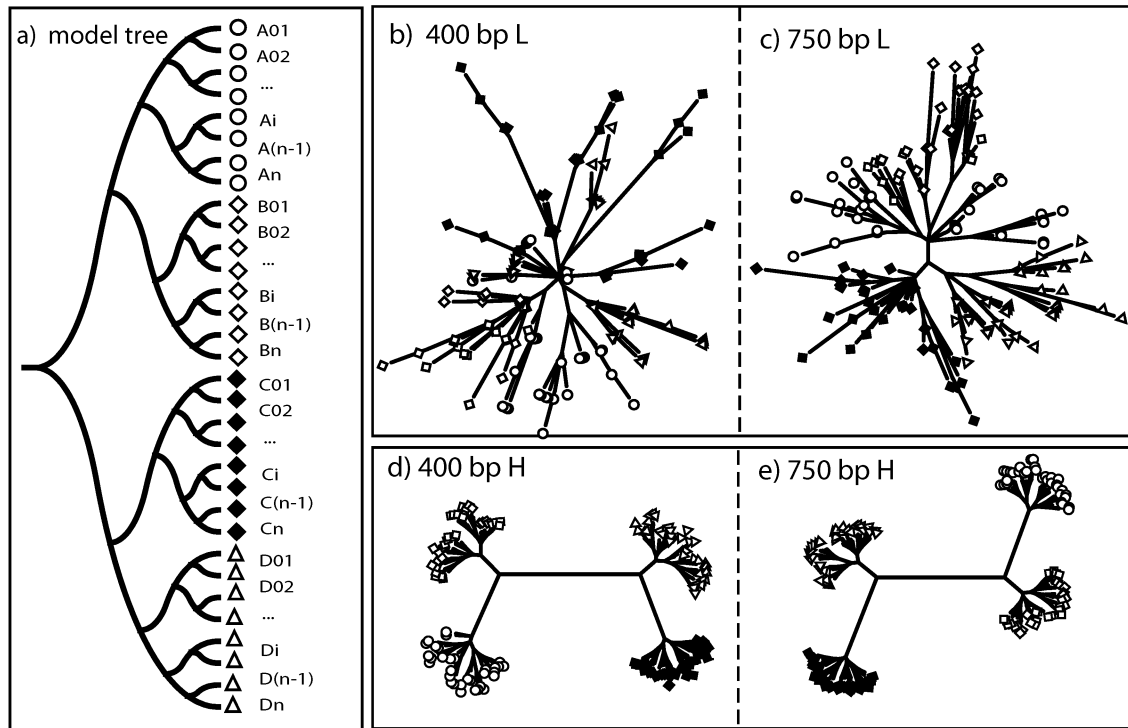 a) model tree
A01
A02
...
Ai
A(n-1)
An
B01
B02
...
Bi
B(n-1)
Bn
C01
C02
...
Ci
C(n-1)
Cn
D01
D02
...
Di
D(n-1)
Dn
b) 400 bp L
c) 750 bp L
d) 400 bp H
e) 750 bp H